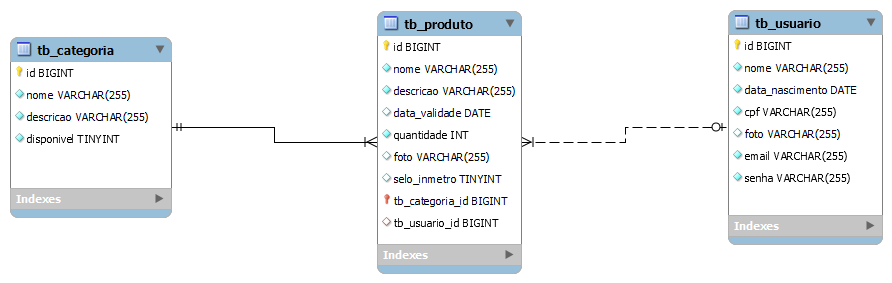 tb_categoria
id BIGINT
nome VARCHAR(255)
descricao VARCHAR(255)
disponivel TINYINT
Indexes
tb_produto
id BIGINT
nome VARCHAR(255)
descricao VARCHAR(255)
data_validade DATE
quantidade INT
foto VARCHAR(255)
selo_inmetro TINYINT
tb_categoria_id BIGINT
tb_usuario_id BIGINT
Indexes
tb_usuario
id BIGINT
nome VARCHAR(255)
data_nascimento DATE
cpf VARCHAR(255)
foto VARCHAR(255)
email VARCHAR(255)
senha VARCHAR(255)
Indexes